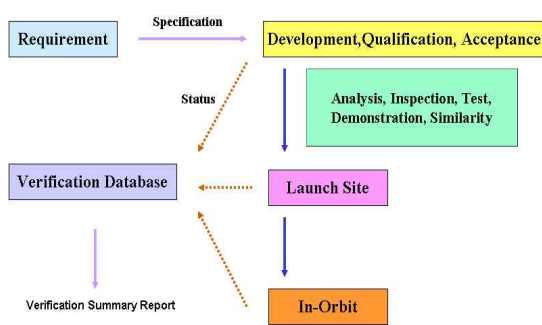 Specification
Requirement
Development,Qualification, Acceptance
Status
Analysis, Inspection, Test,
Demonstration, Similarity
Verification Database
Launch Site
Verification Summary Report
In-Orbit